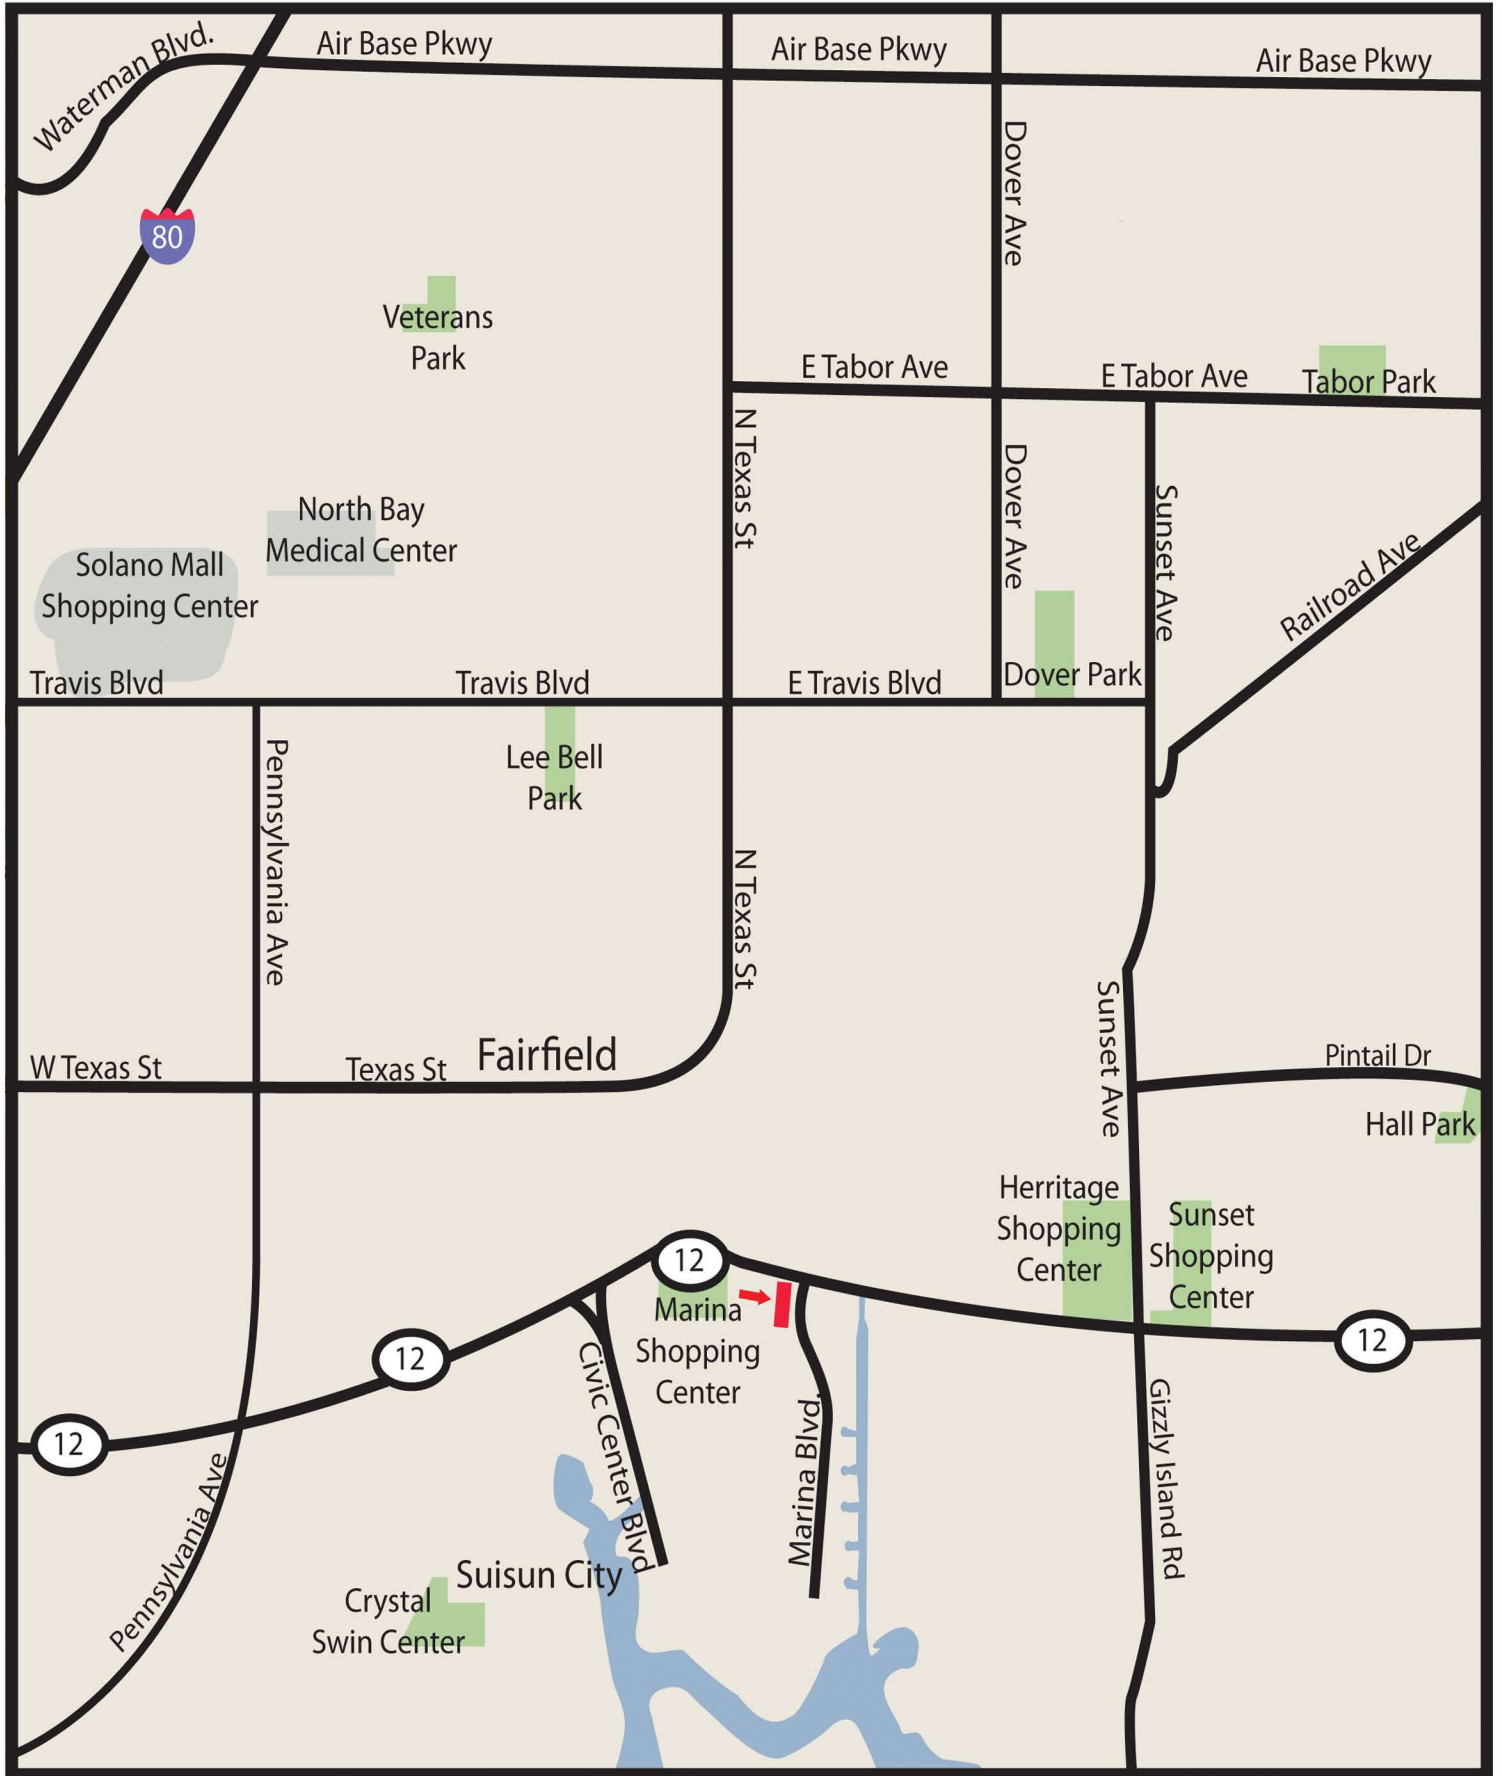 Waterman Blvd.
Air Base Pkwy
Air Base Pkwy
Air Base Pkwy
Dover Ave
80
Veterans
Park
E Tabor Ave
E Tabor Ave
Tabor Park
N Texas St
Dover Ave
Sunset Ave
Railroad Ave
North Bay
Medical Center
Solano Mall
Shopping Center
Travis Blvd
Travis Blvd
E Travis Blvd
Dover Park
Pennsylvania Ave
Lee Bell
Park
N Texas St
Sunset Ave
W Texas St
Texas St
Fairfield
Pintail Dr
Hall Park
Herritage
Shopping
Center
Sunset
Shopping
Center
12
Marina
Shopping
Center
12
12
12
Civic Center Blvd
Marina Blvd.
Gizzly Island Rd
Pennsylvania Ave
Suisun City
Crystal
Swin Center